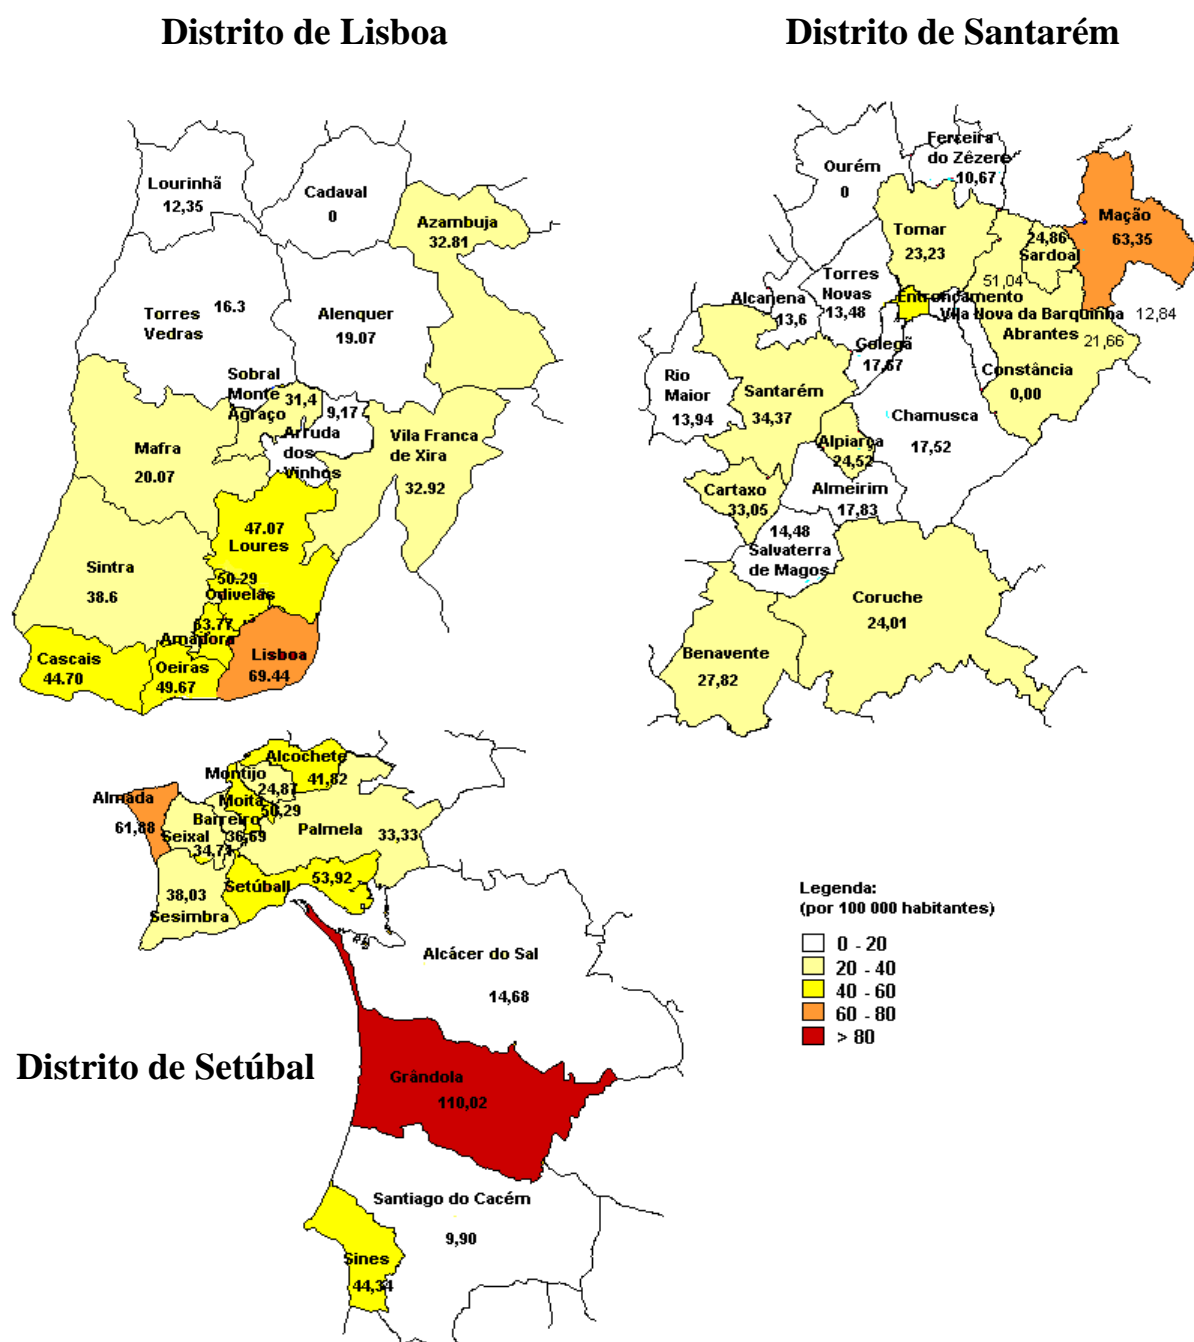 Distrito de Lisboa
Distrito de Santarém
Lourinhã
12,35
Cadaval
0
Azambuja
32.81
Torres
Vedras
16.3
Alenquer
19.07
Sobral
Monte
Agraço
31,4
9,17
Arruda
dos
Vinhos
Vila Franca
de Xira
32.92
Mafra
20.07
47.07
Loures
Sintra
38.6
50.29
Odivelas
53.77
Amadora
Cascais
44.70
Oeiras
49.67
Lisboa
69.44
Ourém
0
Ferreira
do Zêzere
10,67
Mação
63,35
Tomar
23,23
24,86
Sardoal
51,04
Torres
Novas
13,48
Alcanena
13,6
Entroncamento
Vila Nova da Barquinha
12,84
Abrantes
21,66
Golegã
17,67
Constância
0,00
Rio
Maior
13,94
Santarém
34,37
Chamusca
17,52
Alpiarça
24,52
Cartaxo
33,05
Almeirim
17,83
14,48
Salvaterra
de Magos
Coruche
24,01
Benavente
27,82
Alcochete
41,82
Montijo
24,87
Almada
61,88
Moita
50,29
Barreiro
36,69
Seixal
34,71
Palmela
33,33
38,03
Sesimbra
Setúball
53,92
Alcácer do Sal
14,68
Legenda:
(por 100 000 habitantes)
0 - 20
20 - 40
40 - 60
60 - 80
> 80
Distrito de Setúbal
Grândola
110,02
Santiago do Cacém
9,90
Sines
44,34